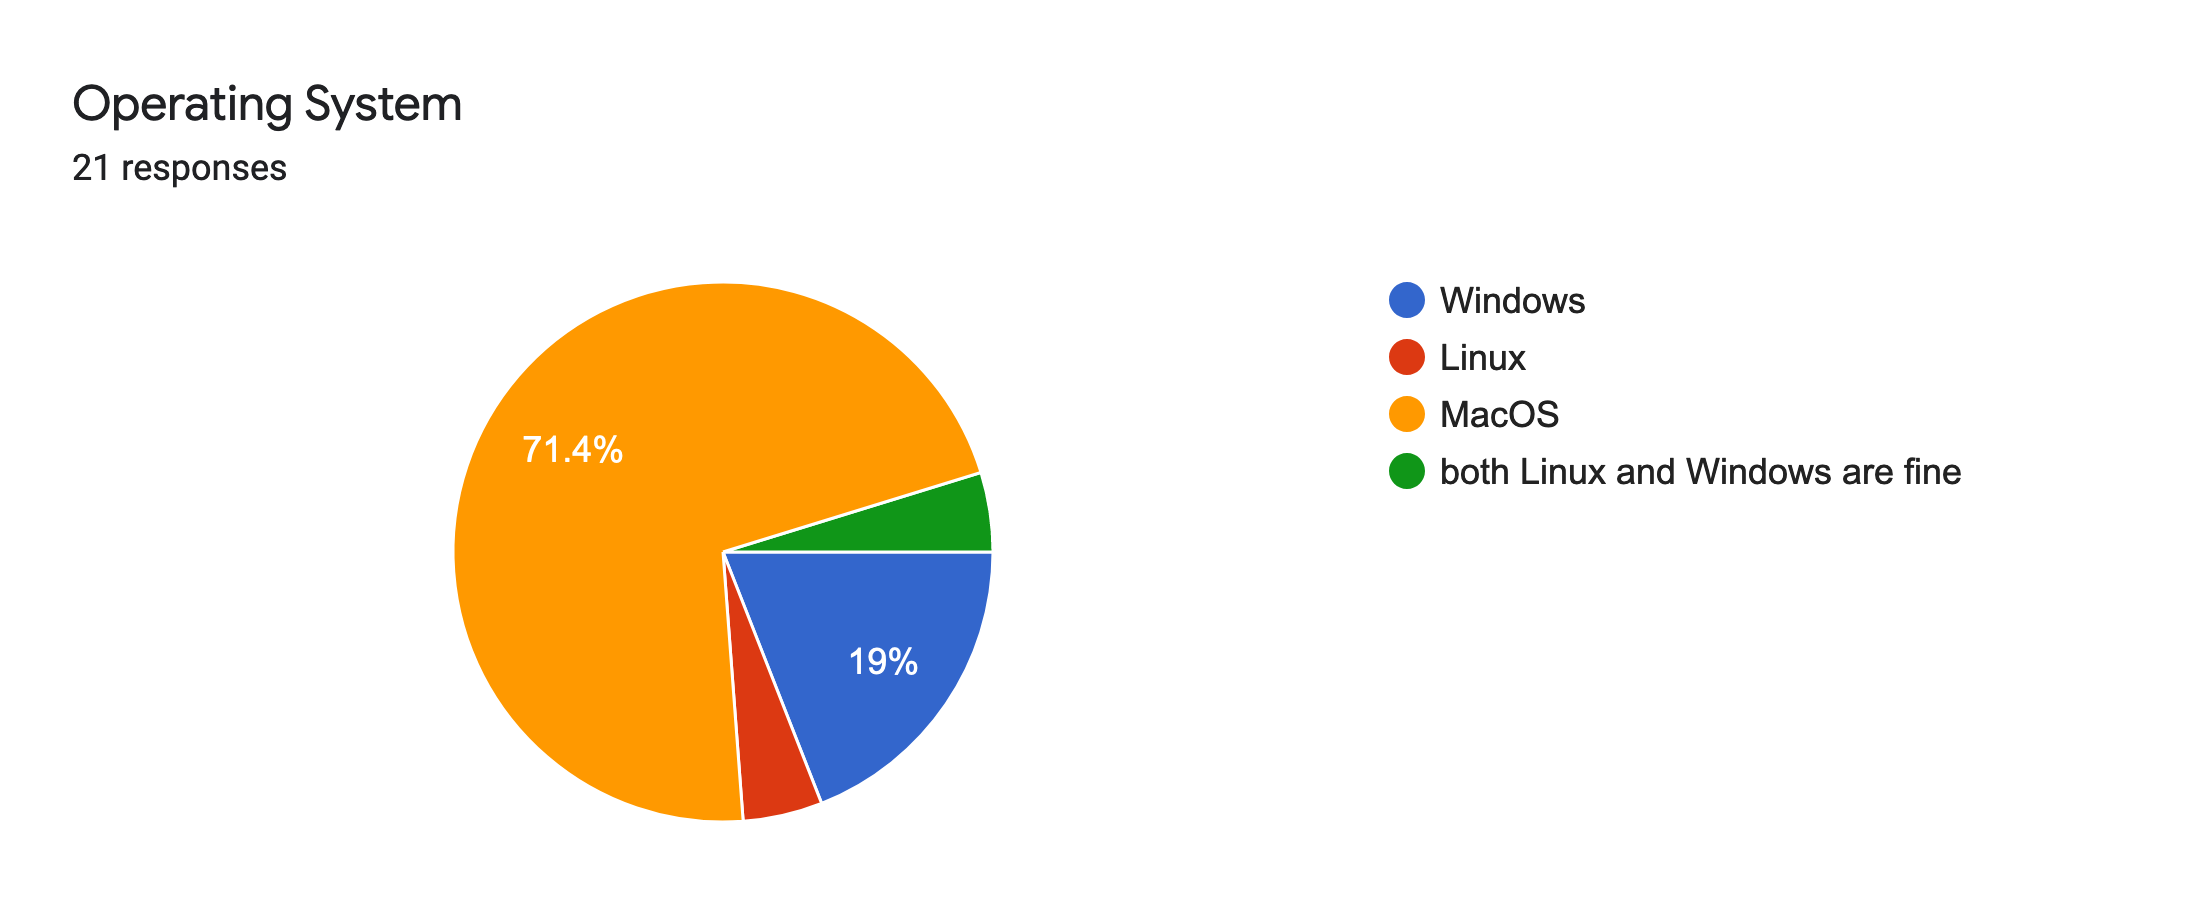 Operating System
21 responses
71.4%
19%
Windows
Linux
MacOS
both Linux and Windows are fine